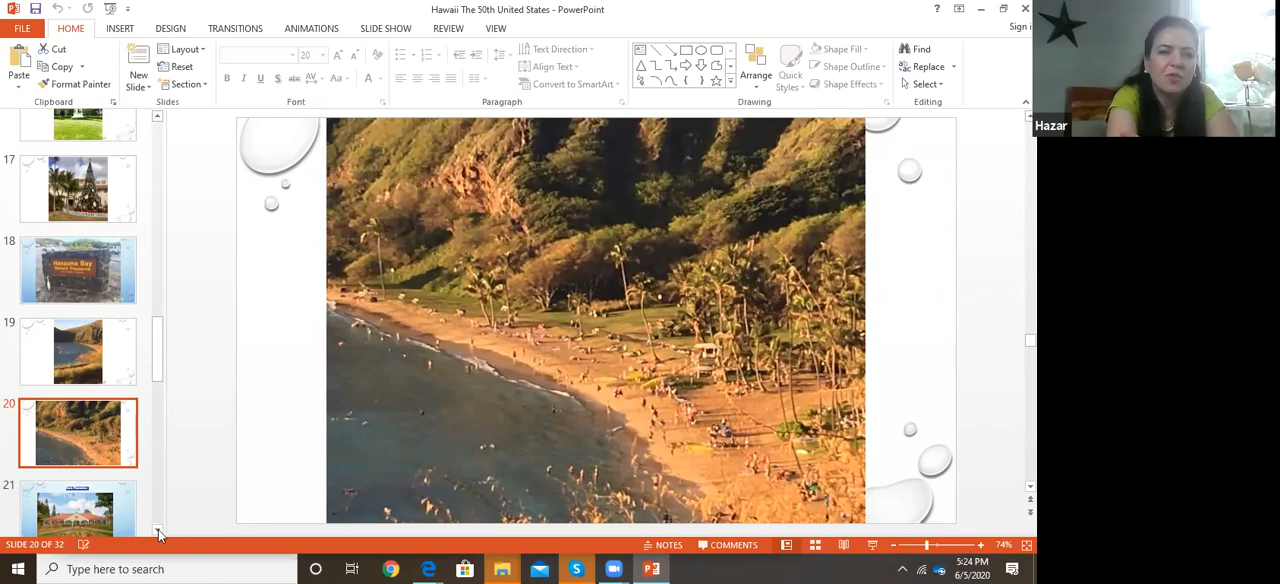 Hawaii The 50th United States - PowerPoint
? 
Sign i
FILE HOME INSERT DESIGN TRANSITIONS ANIMATIONS SLIDE SHOW REVIEW VIEW
Paste
Cut
Copy
Format Painter
Clipboard
New
Slide
Layout
Reset
Section
Slides
20
B I U S abc AV Aa A
Font
Text Direction
Align Text
Convert to SmartArt
Paragraph
Arrange
Quick
Styles
Shape Fill
Shape Outline
Shape Effects
Drawing
Find
Replace
Select
Editing
Hazar
17
18
Hanauma Bay
19
20
21
SLIDE 20 OF 32
NOTES
COMMENTS
74%
Type here to search
5:24 PM
6/5/2020